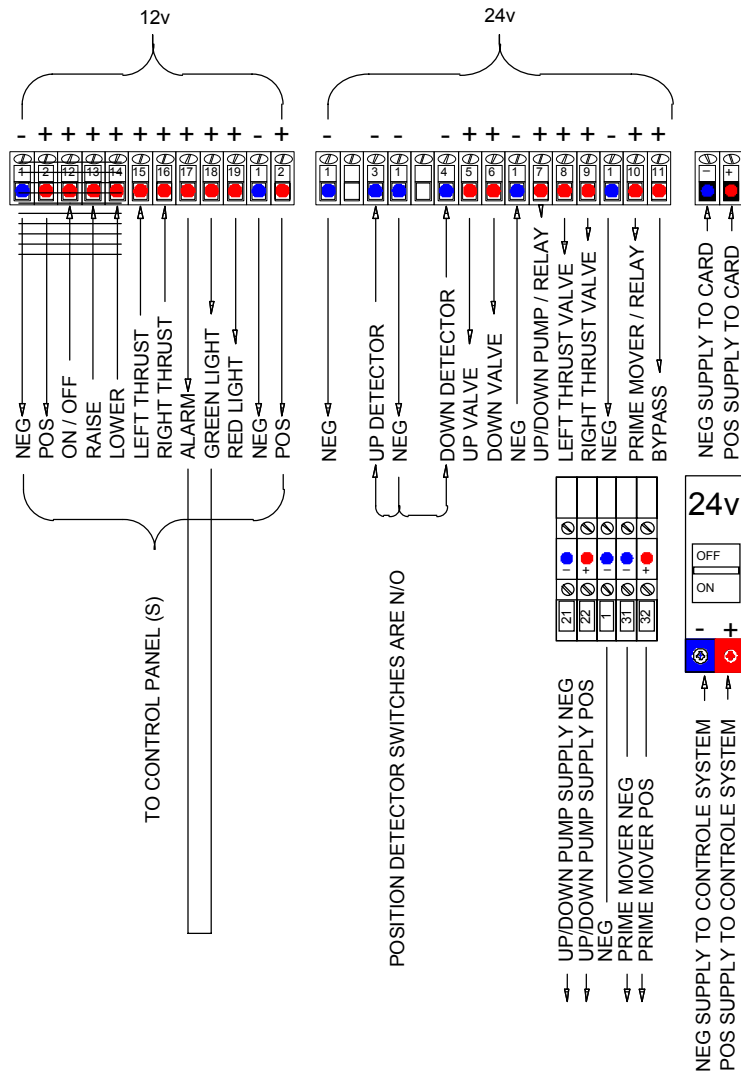 12v
24v
- + + + + + + + + + - +
- - - - + + - + + + - + +
1 2 12 13 14 15 16 17 18 19 1 2
1 3 1 4 5 6 1 7 8 9 1 10 11
- +
NEG
POS
ON / OFF
RAISE
LOWER
LEFT THRUST
RIGHT THRUST
ALARM
GREEN LIGHT
RED LIGHT
NEG
POS
NEG
UP DETECTOR
NEG
DOWN DETECTOR
UP VALVE
DOWN VALVE
NEG
UP/DOWN PUMP / RELAY
LEFT THRUST VALVE
RIGHT THRUST VALVE
NEG
PRIME MOVER / RELAY
BYPASS
NEG SUPPLY TO CARD
POS SUPPLY TO CARD
TO CONTROL PANEL (S)
POSITION DETECTOR SWITCHES ARE N/O
- + - - +
21 22 1 31 32
UP/DOWN PUMP SUPPLY NEG
UP/DOWN PUMP SUPPLY POS
NEG
PRIME MOVER NEG
PRIME MOVER POS
24v
OFF
ON
- +
NEG SUPPLY TO CONTROLE SYSTEM
POS SUPPLY TO CONTROLE SYSTEM